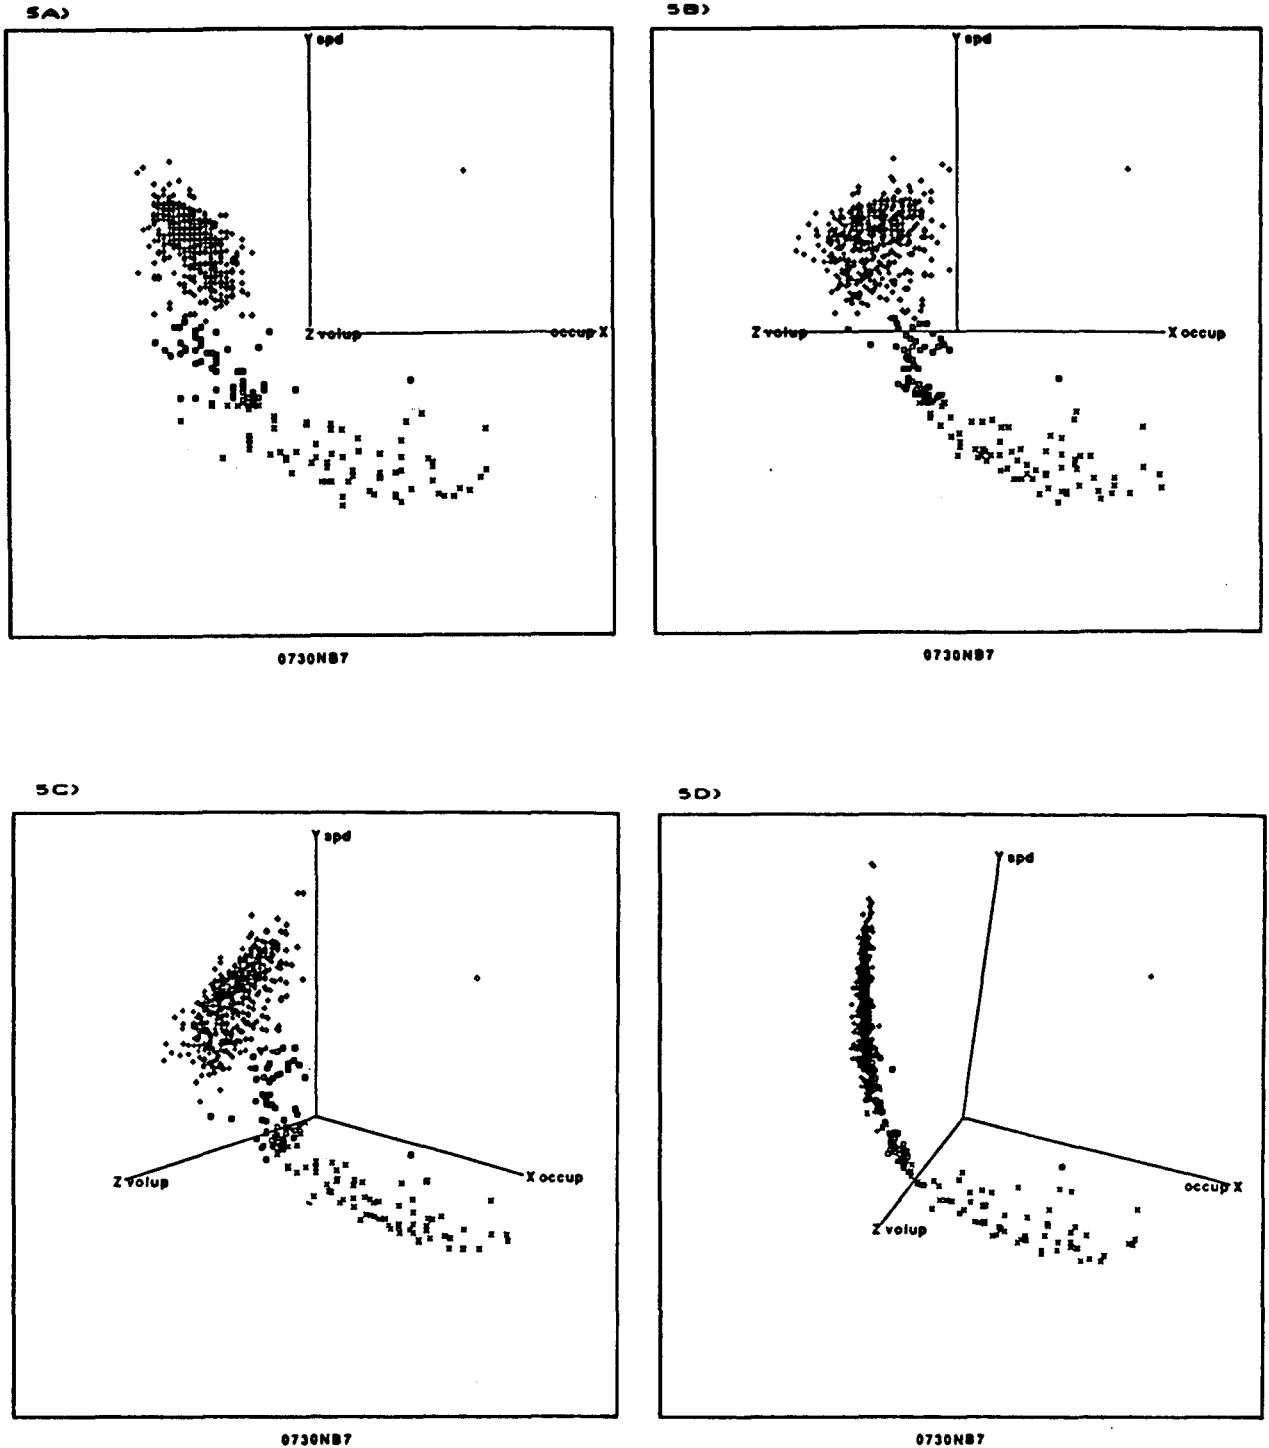 5A)
Y spd
Z volup
occup X
0730NB7
5B)
Y spd
Z volup
X occup
0730NB7
5C)
Y spd
Z volup
X occup
0730NB7
5D)
Y spd
occup X
Z volup
0730NB7